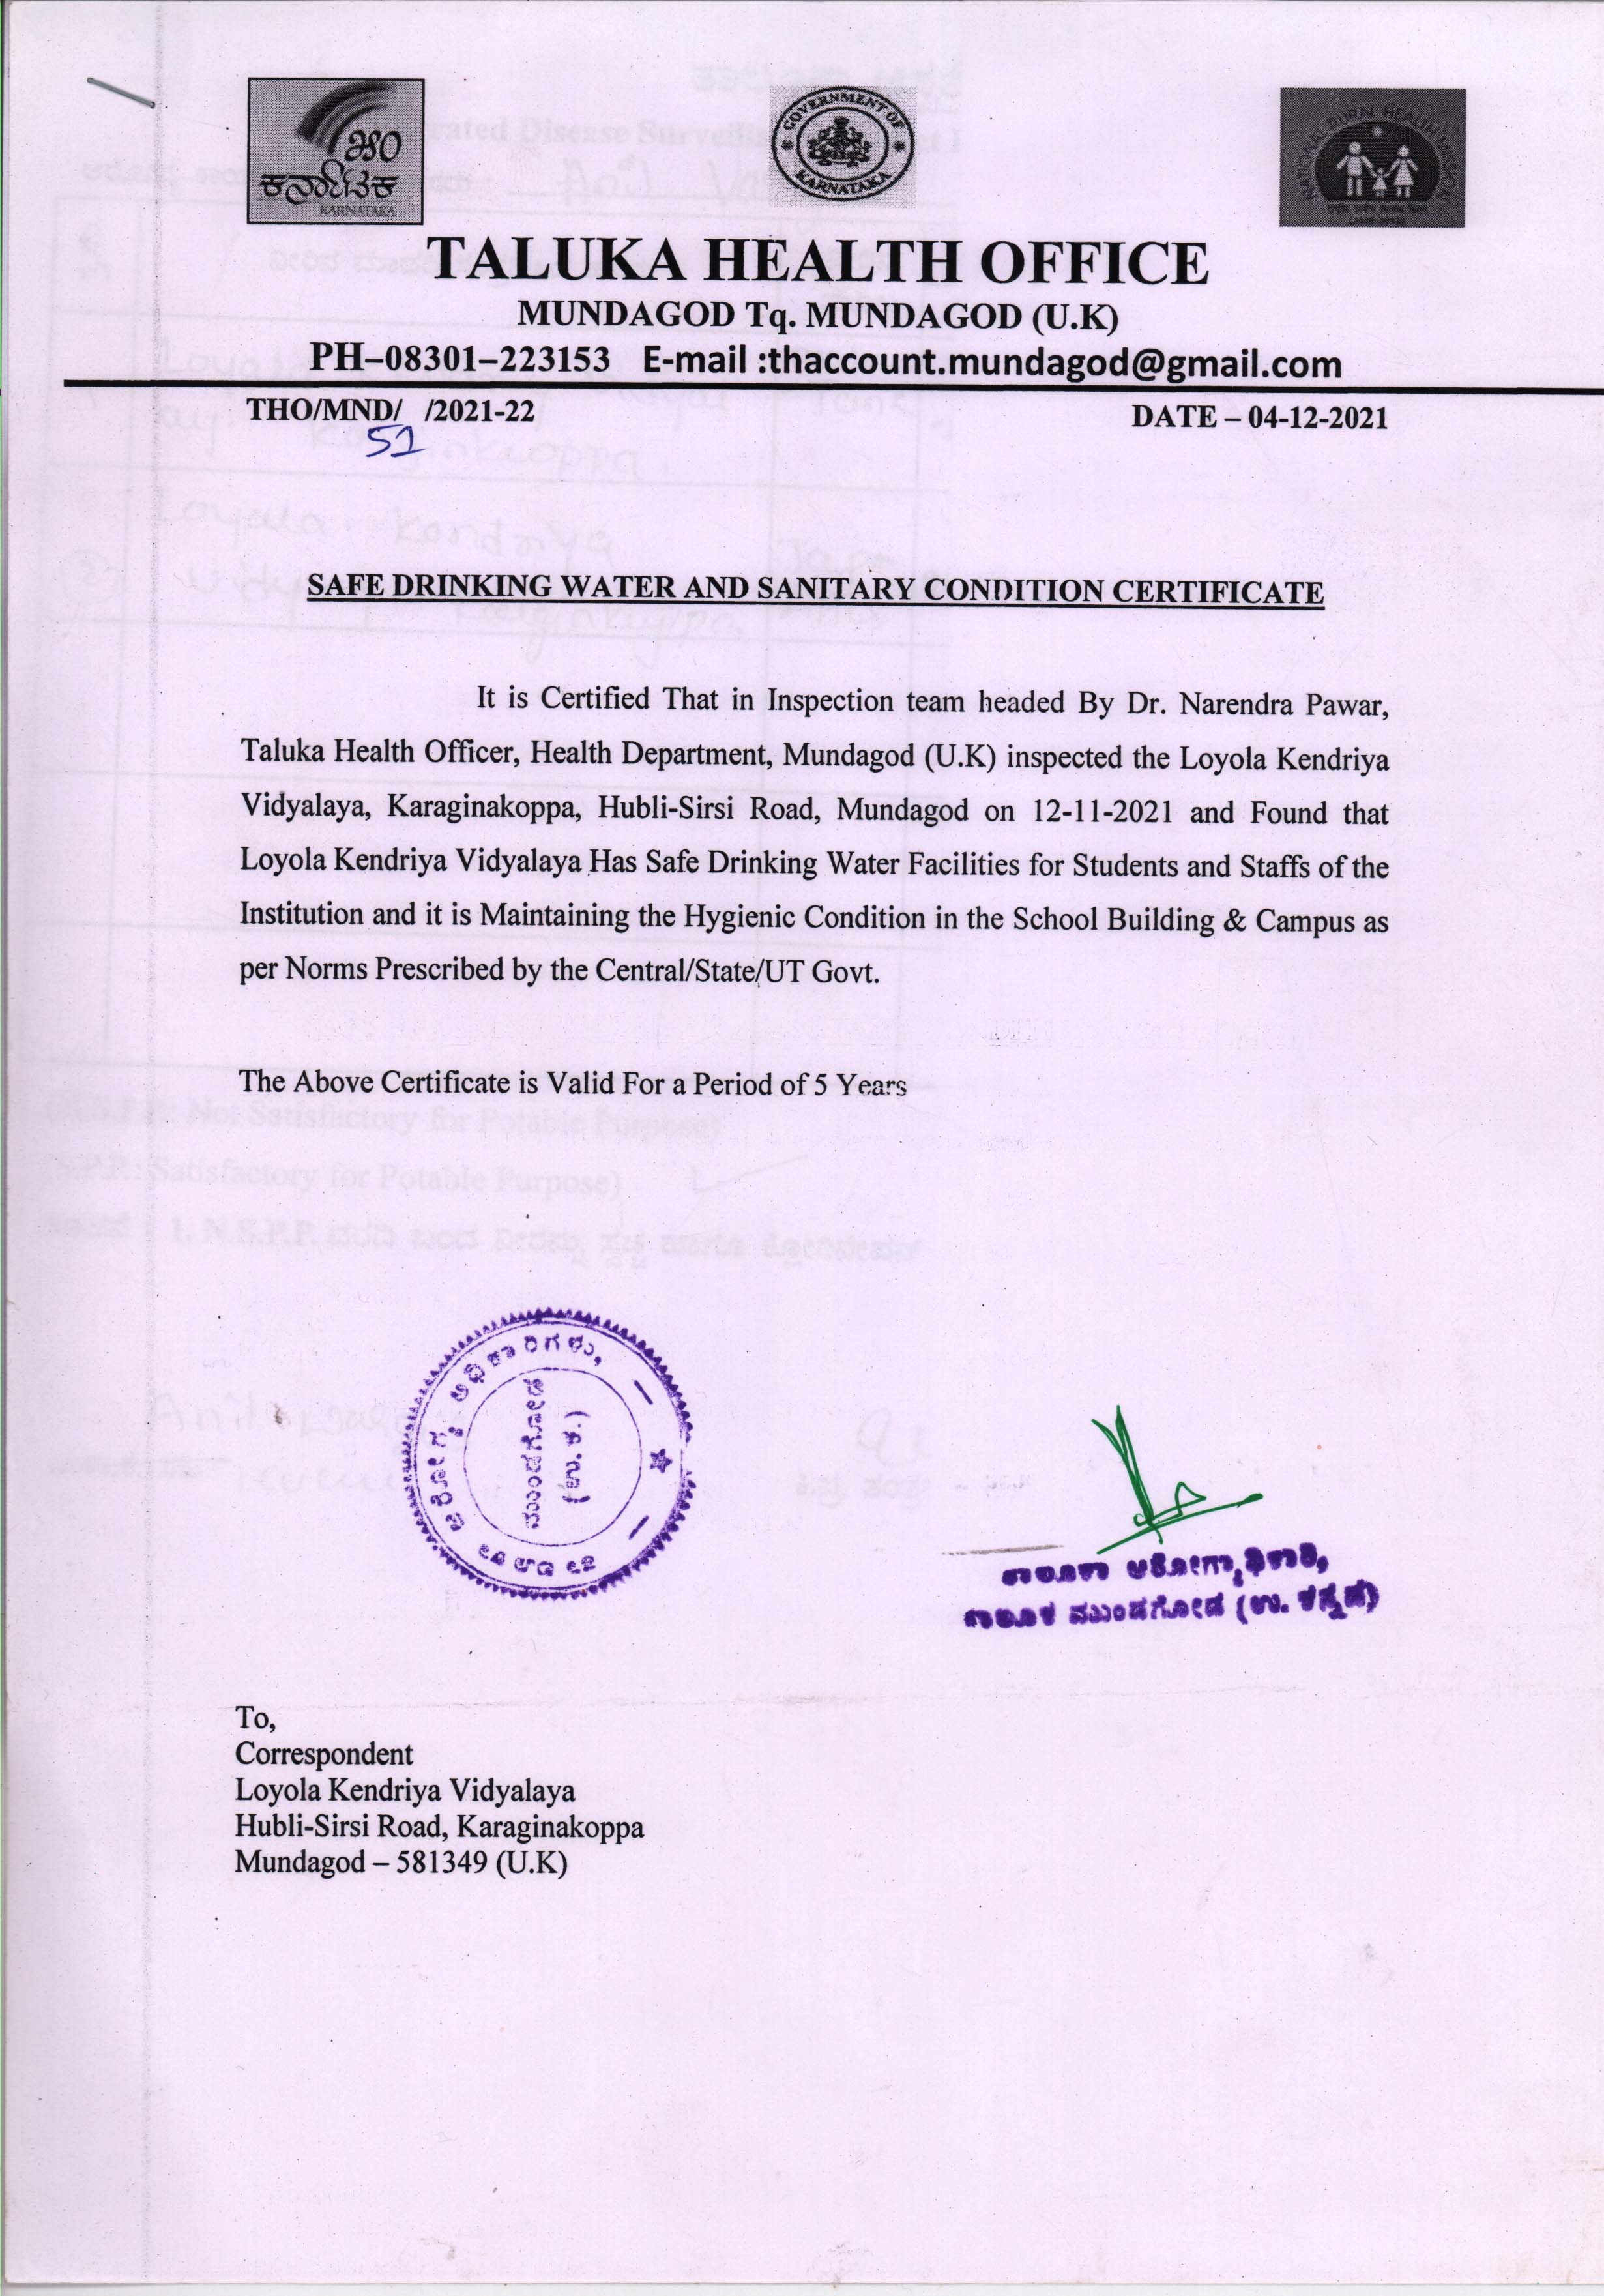 ಕರ್ನಾಟಕ
KARNATAKA
GOVERNMENT OF
KARNATAKA
NATIONAL RURAL HEALTH MISSION
TALUKA HEALTH OFFICE
MUNDAGOD Tq. MUNDAGOD (U.K)
PH–08301–223153 E-mail :thaccount.mundagod@gmail.com
THO/MND/ /2021-22 DATE – 04-12-2021
51
SAFE DRINKING WATER AND SANITARY CONDITION CERTIFICATE
It is Certified That in Inspection team headed By Dr. Narendra Pawar,
Taluka Health Officer, Health Department, Mundagod (U.K) inspected the Loyola Kendriya
Vidyalaya, Karaginakoppa, Hubli-Sirsi Road, Mundagod on 12-11-2021 and Found that
Loyola Kendriya Vidyalaya Has Safe Drinking Water Facilities for Students and Staffs of the
Institution and it is Maintaining the Hygienic Condition in the School Building & Campus as
per Norms Prescribed by the Central/State/UT Govt.
The Above Certificate is Valid For a Period of 5 Years
ತಾಲೂಕಾ ಆರೋಗ್ಯ ಅಧಿಕಾರಿಗಳು,
ಮುಂಡಗೋಡ
(ಉ.ಕ.)
ತಾಲೂಕಾ ಆರೋಗ್ಯಾಧಿಕಾರಿ,
ತಾಲೂಕ ಮುಂಡಗೋಡ (ಉ. ಕನ್ನಡ)
To,
Correspondent
Loyola Kendriya Vidyalaya
Hubli-Sirsi Road, Karaginakoppa
Mundagod – 581349 (U.K)